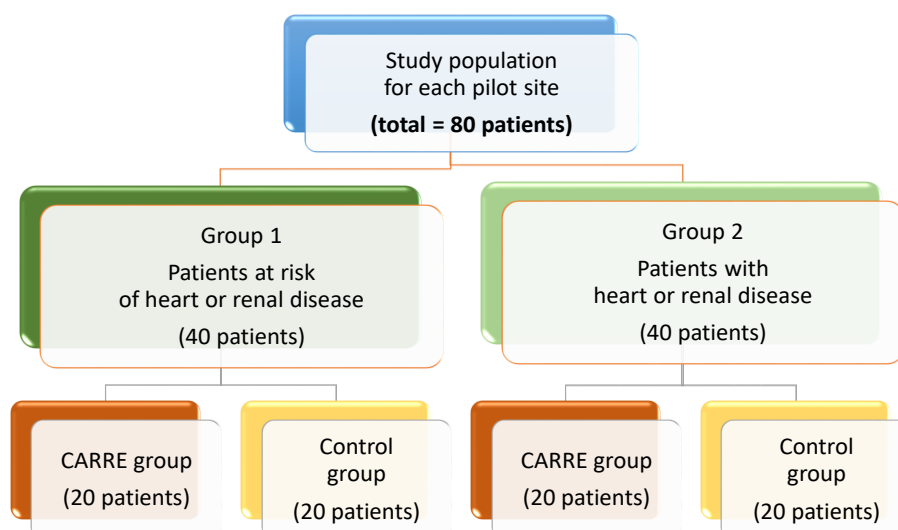 Study population
for each pilot site
(total = 80 patients)
Group 1
Patients at risk
of heart or renal disease
(40 patients)
Group 2
Patients with
heart or renal disease
(40 patients)
CARRE group
(20 patients)
Control
group
(20 patients)
CARRE group
(20 patients)
Control
group
(20 patients)